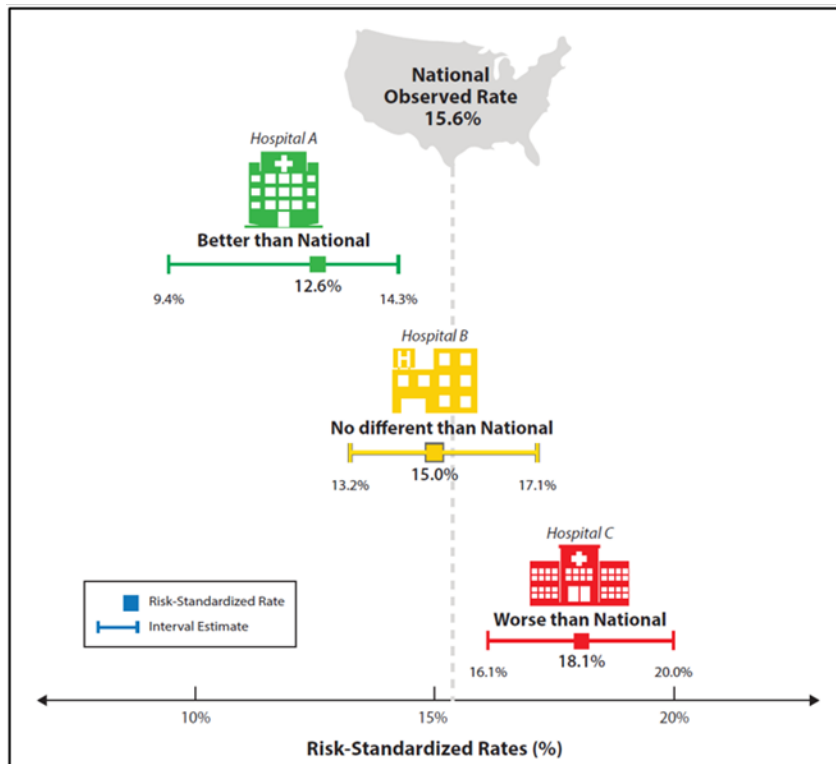 National
Observed Rate
15.6%
Hospital A
Better than National
12.6%
9.4%
14.3%
Hospital B
H
No different than National
15.0%
13.2%
17.1%
Hospital C
Worse than National
18.1%
16.1%
20.0%
Risk-Standardized Rate
Interval Estimate
10%
15%
20%
Risk-Standardized Rates (%)